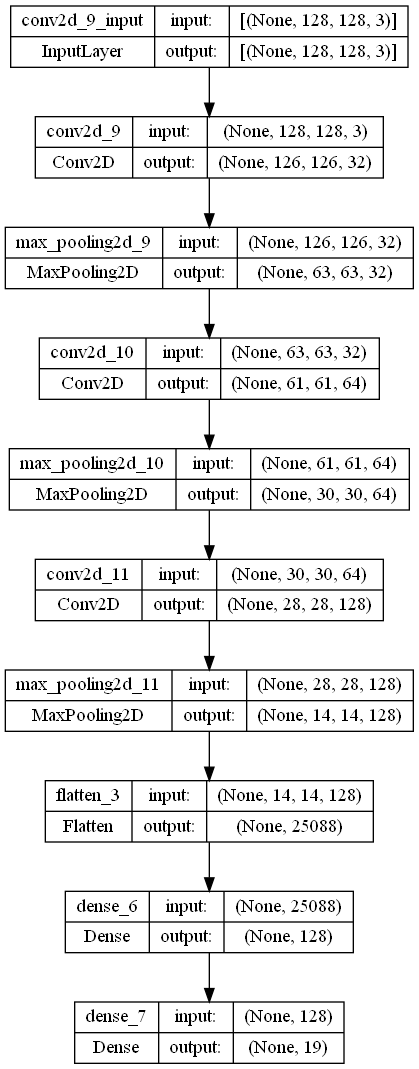 conv2d_9_input input: [(None, 128, 128, 3)]
InputLayer output: [(None, 128, 128, 3)]
conv2d_9 input: (None, 128, 128, 3)
Conv2D output: (None, 126, 126, 32)
max_pooling2d_9 input: (None, 126, 126, 32)
MaxPooling2D output: (None, 63, 63, 32)
conv2d_10 input: (None, 63, 63, 32)
Conv2D output: (None, 61, 61, 64)
max_pooling2d_10 input: (None, 61, 61, 64)
MaxPooling2D output: (None, 30, 30, 64)
conv2d_11 input: (None, 30, 30, 64)
Conv2D output: (None, 28, 28, 128)
max_pooling2d_11 input: (None, 28, 28, 128)
MaxPooling2D output: (None, 14, 14, 128)
flatten_3 input: (None, 14, 14, 128)
Flatten output: (None, 25088)
dense_6 input: (None, 25088)
Dense output: (None, 128)
dense_7 input: (None, 128)
Dense output: (None, 19)